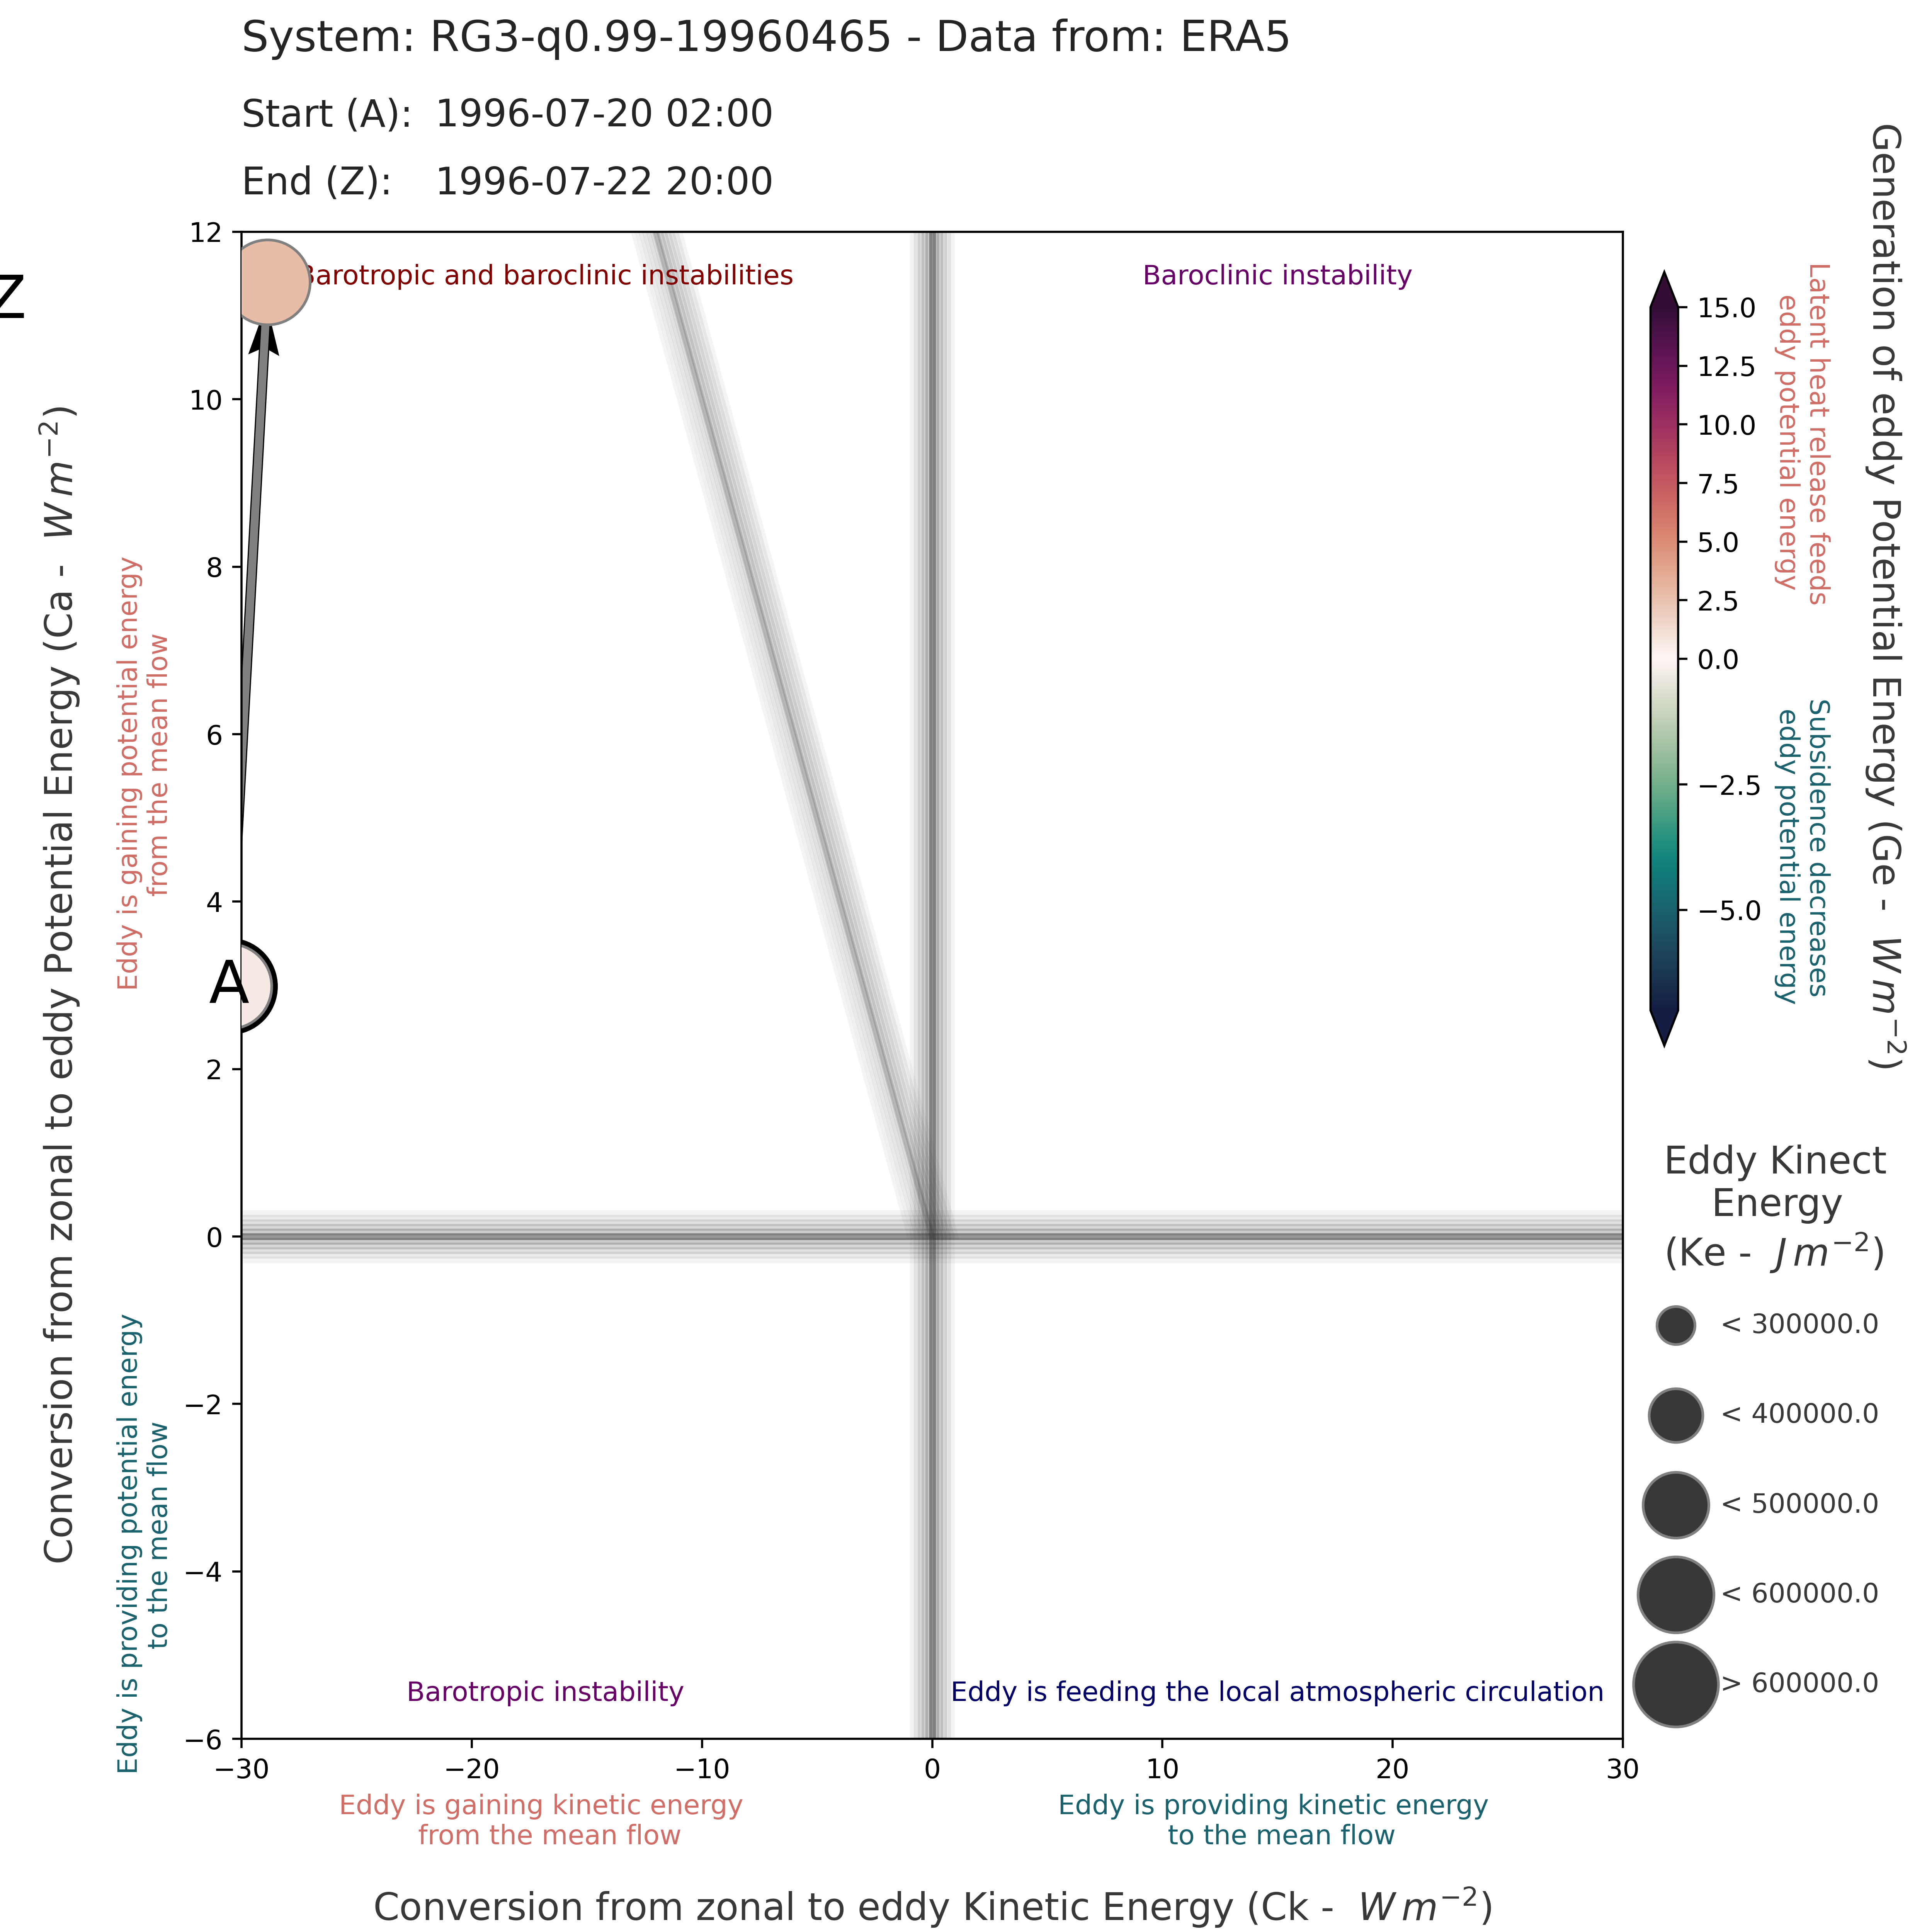 System: RG3-q0.99-19960465 - Data from: ERA5
Start (A): 1996-07-20 02:00
End (Z): 1996-07-22 20:00
Z
A
Barotropic and baroclinic instabilities
Baroclinic instability
Barotropic instability
Eddy is feeding the local atmospheric circulation
12
10
8
6
4
2
0
−2
−4
−6
−30
−20
−10
0
10
20
30
Conversion from zonal to eddy Potential Energy (Ca - W m⁻²)
Eddy is gaining potential energy
from the mean flow
Eddy is providing potential energy
to the mean flow
Eddy is gaining kinetic energy
from the mean flow
Eddy is providing kinetic energy
to the mean flow
Conversion from zonal to eddy Kinetic Energy (Ck - W m⁻²)
15.0
12.5
10.0
7.5
5.0
2.5
0.0
−2.5
−5.0
Latent heat release feeds
eddy potential energy
Subsidence decreases
eddy potential energy
Generation of eddy Potential Energy (Ge - W m⁻²)
Eddy Kinect
Energy
(Ke - J m⁻²)
< 300000.0
< 400000.0
< 500000.0
< 600000.0
> 600000.0